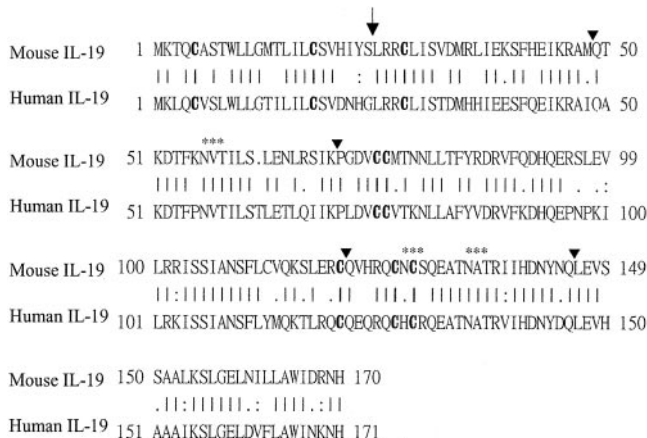 Mouse IL-19 1 MKTQCASTWLLGMTLILCSVHIYSLRRCLISVDMRLIEKSFHEIKRAMQT 50
|| || || ||| |||||| : ||||||| || || ||.|||||
Human IL-19 1 MKLQCVSLWLLGTILILCSVDNHGLRRCLISTDMHHIEESFQEIKRAIQA 50
***
Mouse IL-19 51 KDTFKNVTILS.LENLRSIKPGDVCCMTNNLLTFYRDRVFQDHQERSLEV 99
|||| |||||| || | ||| ||||.|.||| || ||||.|||| . .:
Human IL-19 51 KDTFPNVTILSTLETLQIIKPLDVCCVTKNLLAFYVDRVFKDHQEPNPKI 100
*** ***
Mouse IL-19 100 LRRISSIANSFLCVQKSLERCQVHRQCNCSQEATNATRIIHDNYNQLEVS 149
||:||||||||| .|.| || ||.| |||||||||:|||||.|||||
Human IL-19 101 LRKISSIANSFLYMQKTLRQCQEQRQCHCRQEATNATRVIHDNYDQLEVH 150
Mouse IL-19 150 SAALKSLGELNILLAWIDRNH 170
.||:||||||.: ||||.:||
Human IL-19 151 AAAIKSLGELDVFLAWINKNH 171